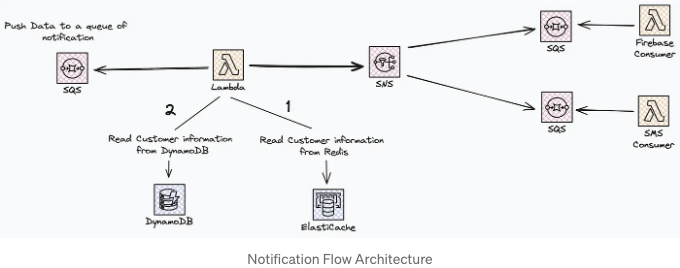 Push Data to a queue of
notification
SQS
Lambda
SNS
SQS
Firebase
Consumer
SQS
SMS
Consumer
2
1
Read Customer information
from DynamoDB
Read Customer information
from Redis
DynamoDB
ElastiCache
Notification Flow Architecture